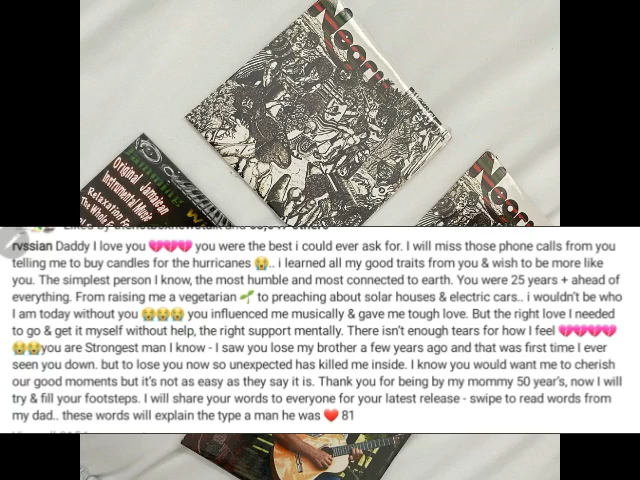 Negril
Original Jamaican
Instrumental Music
rvssian Daddy I love you 💔💔💔 you were the best i could ever ask for. I will miss those phone calls from you
telling me to buy candles for the hurricanes 😭.. i learned all my good traits from you & wish to be more like
you. The simplest person I know, the most humble and most connected to earth. You were 25 years + ahead of
everything. From raising me a vegetarian 🌱 to preaching about solar houses & electric cars.. i wouldn't be who
I am today without you 😭😭😭 you influenced me musically & gave me tough love. But the right love I needed
to go & get it myself without help, the right support mentally. There isn't enough tears for how I feel 💔💔💔💔
😭😭you are Strongest man I know - I saw you lose my brother a few years ago and that was first time I ever
seen you down. but to lose you now so unexpected has killed me inside. I know you would want me to cherish
our good moments but it's not as easy as they say it is. Thank you for being by my mommy 50 year's, now I will
try & fill your footsteps. I will share your words to everyone for your latest release - swipe to read words from
my dad.. these words will explain the type a man he was ❤️ 81